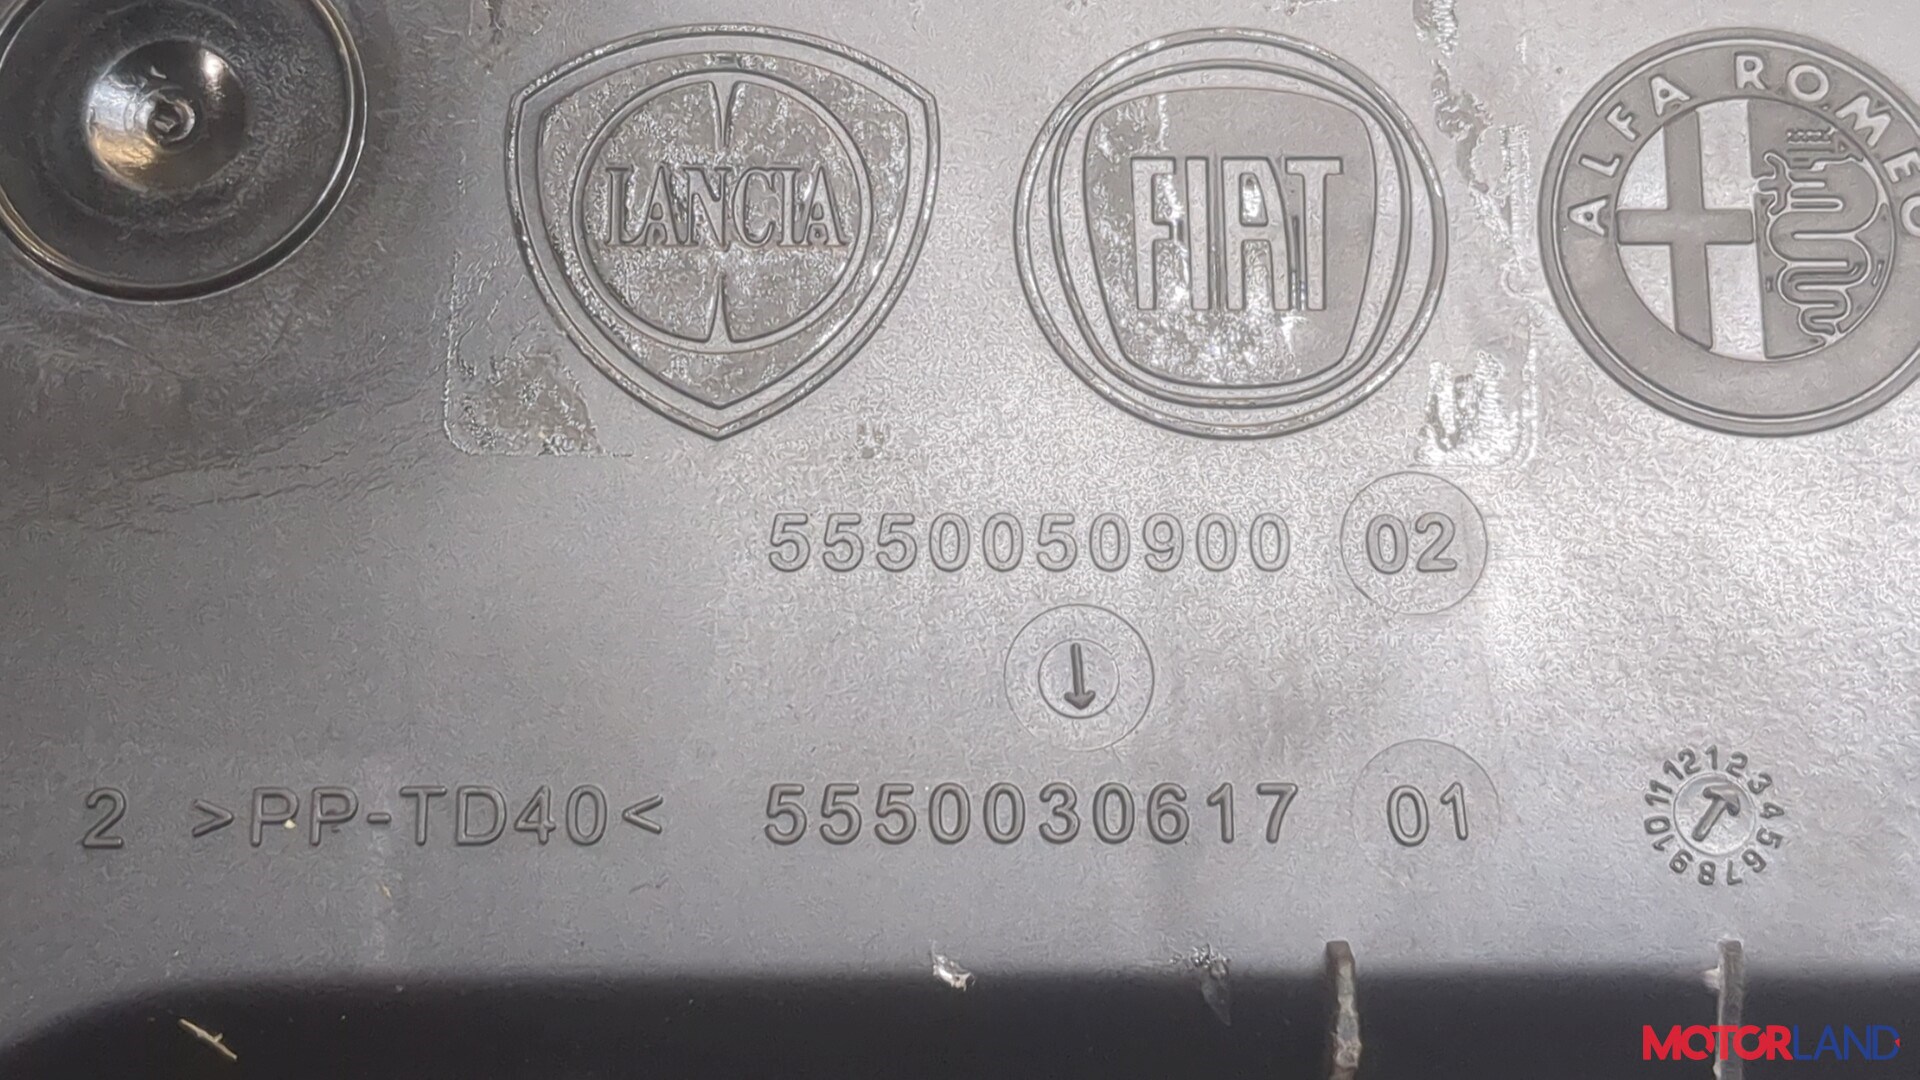 LANCIA
FIAT
ALFA ROMEO
5550050900 02
2 >PP-TD40< 5550030617 01
1 2 3 4 5 6 7 8 9 10 11 12
MOTORLAND